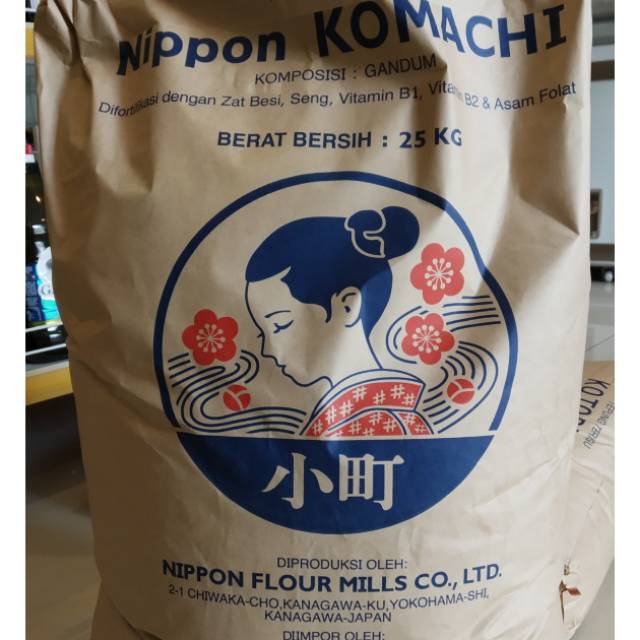 Nippon KOMACHI
KOMPOSISI : GANDUM
Difortifikasi dengan Zat Besi, Seng, Vitamin B1, Vitamin B2 & Asam Folat
BERAT BERSIH : 25 KG
小町
DIPRODUKSI OLEH:
NIPPON FLOUR MILLS CO., LTD.
2-1 CHIWAKA-CHO,KANAGAWA-KU,YOKOHAMA-SHI,
KANAGAWA-JAPAN
DIIMPOR OLEH: